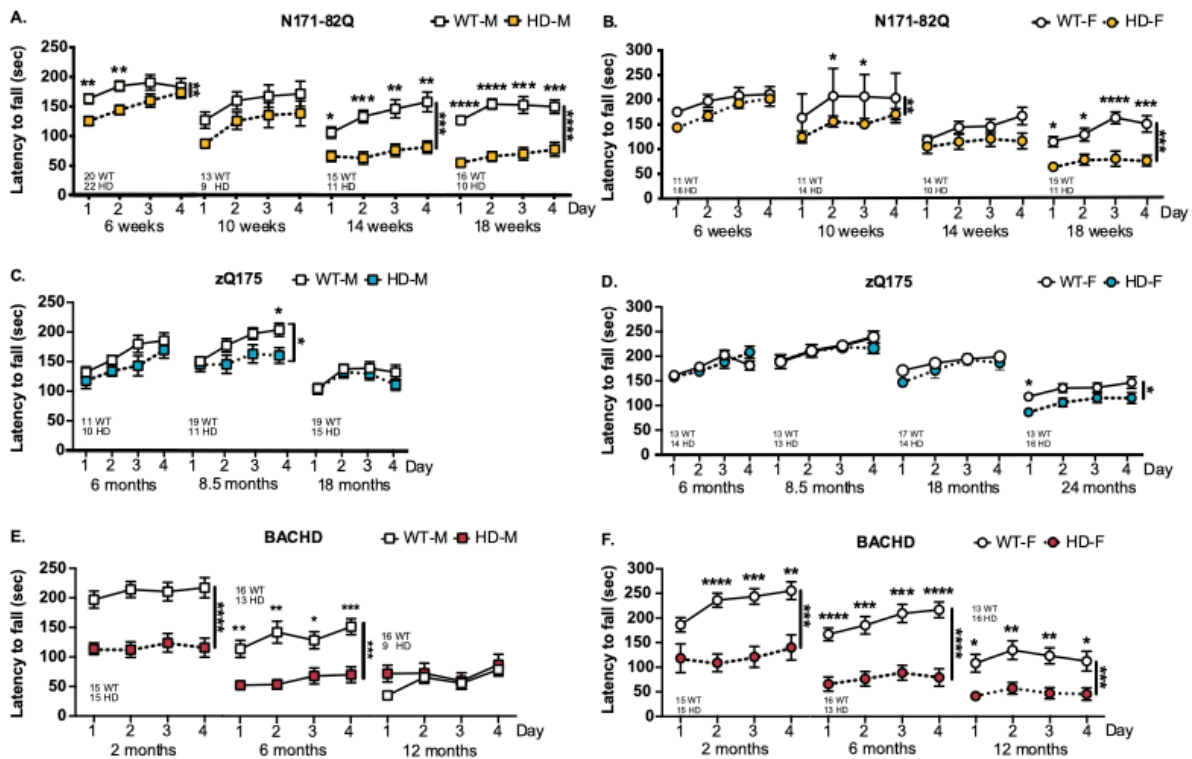 A.
N171-82Q
WT-M HD-M
Latency to fall (sec)
250
200
150
100
50
0
** ** **
* *** ** ** ***
**** **** *** *** ****
20 WT
22 HD
13 WT
9 HD
15 WT
11 HD
16 WT
10 HD
1 2 3 4 1 2 3 4 1 2 3 4 1 2 3 4 Day
6 weeks 10 weeks 14 weeks 18 weeks
B.
N171-82Q
WT-F HD-F
Latency to fall (sec)
300
250
200
150
100
50
0
* * **
* * **** *** ***
11 WT
18 HD
11 WT
14 HD
14 WT
10 HD
15 WT
11 HD
1 2 3 4 1 2 3 4 1 2 3 4 1 2 3 4 Day
6 weeks 10 weeks 14 weeks 18 weeks
C.
zQ175
WT-M HD-M
Latency to fall (sec)
250
200
150
100
50
0
* *
11 WT
10 HD
19 WT
11 HD
19 WT
15 HD
1 2 3 4 1 2 3 4 1 2 3 4 Day
6 months 8.5 months 18 months
D.
zQ175
WT-F HD-F
Latency to fall (sec)
300
250
200
150
100
50
0
* *
13 WT
14 HD
13 WT
13 HD
17 WT
14 HD
13 WT
16 HD
1 2 3 4 1 2 3 4 1 2 3 4 1 2 3 4 Day
6 months 8.5 months 18 months 24 months
E.
BACHD
WT-M HD-M
Latency to fall (sec)
250
200
150
100
50
0
****
** ** * *** ***
15 WT
15 HD
16 WT
13 HD
16 WT
9 HD
1 2 3 4 1 2 3 4 1 2 3 4 Day
2 months 6 months 12 months
F.
BACHD
WT-F HD-F
Latency to fall (sec)
300
250
200
150
100
50
0
**** *** ** ***
**** *** *** **** ****
* ** ** * ***
15 WT
15 HD
16 WT
13 HD
13 WT
16 HD
1 2 3 4 1 2 3 4 1 2 3 4 Day
2 months 6 months 12 months